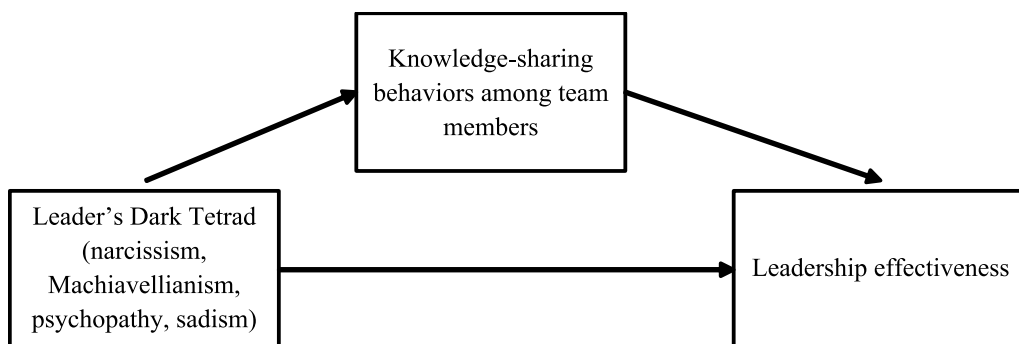 Knowledge-sharing
behaviors among team
members
Leader’s Dark Tetrad
(narcissism,
Machiavellianism,
psychopathy, sadism)
Leadership effectiveness